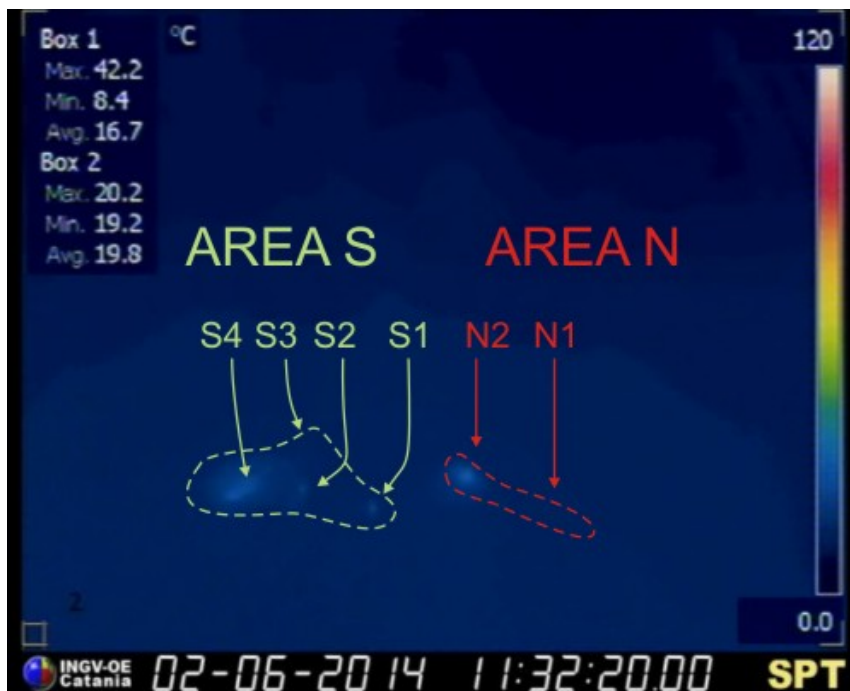 Box 1
Max. 42.2
Min. 8.4
Avg. 16.7
Box 2
Max. 20.2
Min. 19.2
Avg. 19.8
°C
120
AREA S AREA N
S4 S3 S2 S1 N2 N1
2
0.0
INGV-OE
Catania
02-06-2014 11:32:20.00 SPT